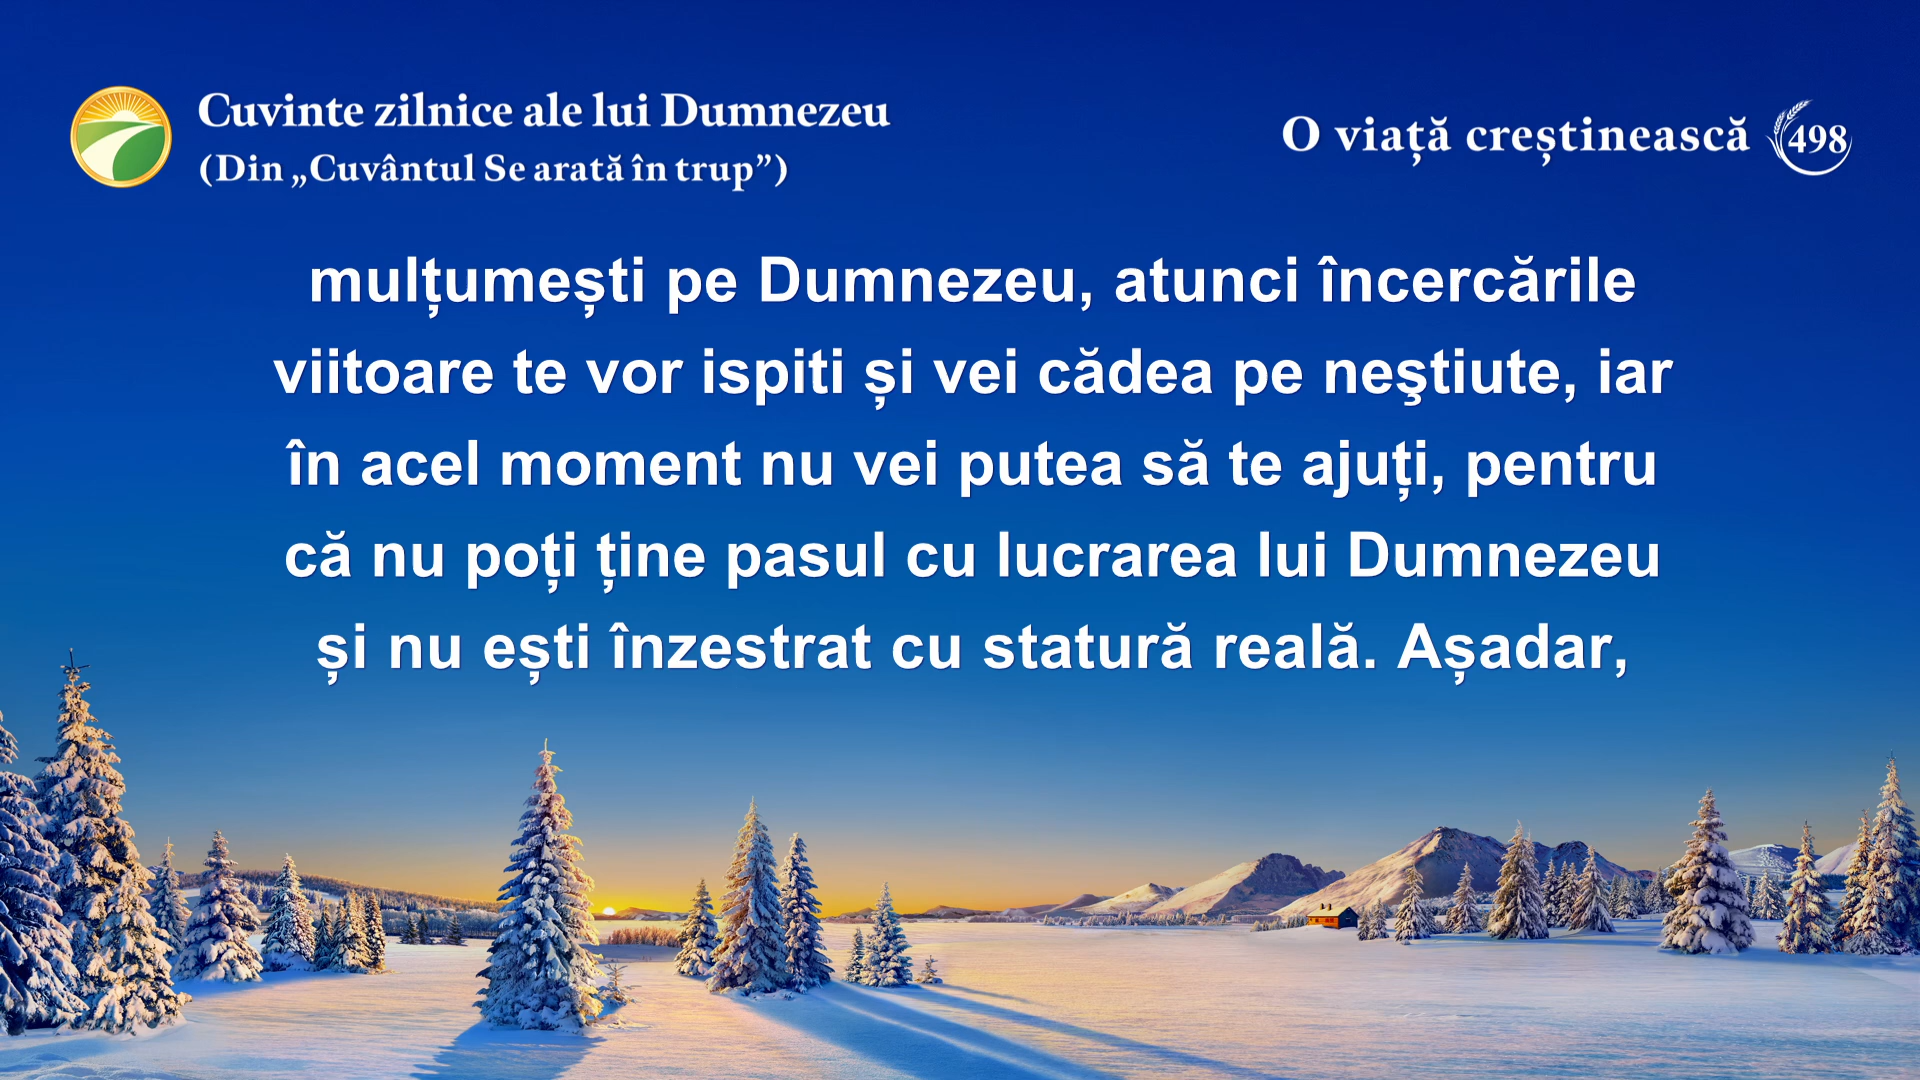 Cuvinte zilnice ale lui Dumnezeu
(Din „Cuvântul Se arată în trup”)
O viață creștinească 498
mulțumești pe Dumnezeu, atunci încercările
viitoare te vor ispiti și vei cădea pe neştiute, iar
în acel moment nu vei putea să te ajuți, pentru
că nu poți ține pasul cu lucrarea lui Dumnezeu
și nu ești înzestrat cu statură reală. Așadar,